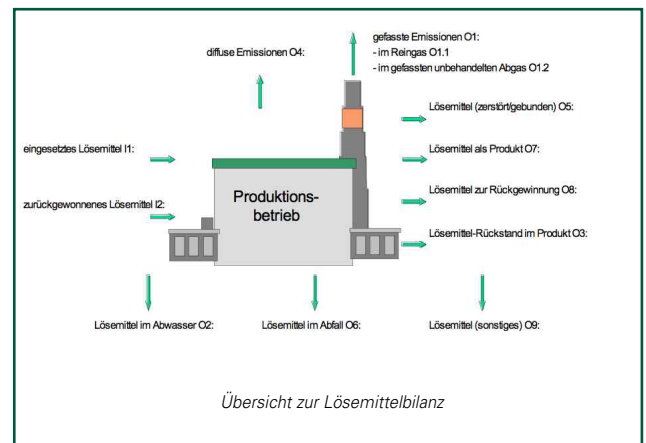 gefasste Emissionen O1:
- im Reingas O1.1
- im gefassten unbehandelten Abgas O1.2
diffuse Emissionen O4:
Lösemittel (zerstört/gebunden) O5:
eingesetztes Lösemittel I1:
Lösemittel als Produkt O7:
Produktions-
betrieb
Lösemittel zur Rückgewinnung O8:
zurückgewonnenes Lösemittel I2:
Lösemittel-Rückstand im Produkt O3:
Lösemittel im Abwasser O2:
Lösemittel im Abfall O6:
Lösemittel (sonstiges) O9:
Übersicht zur Lösemittelbilanz